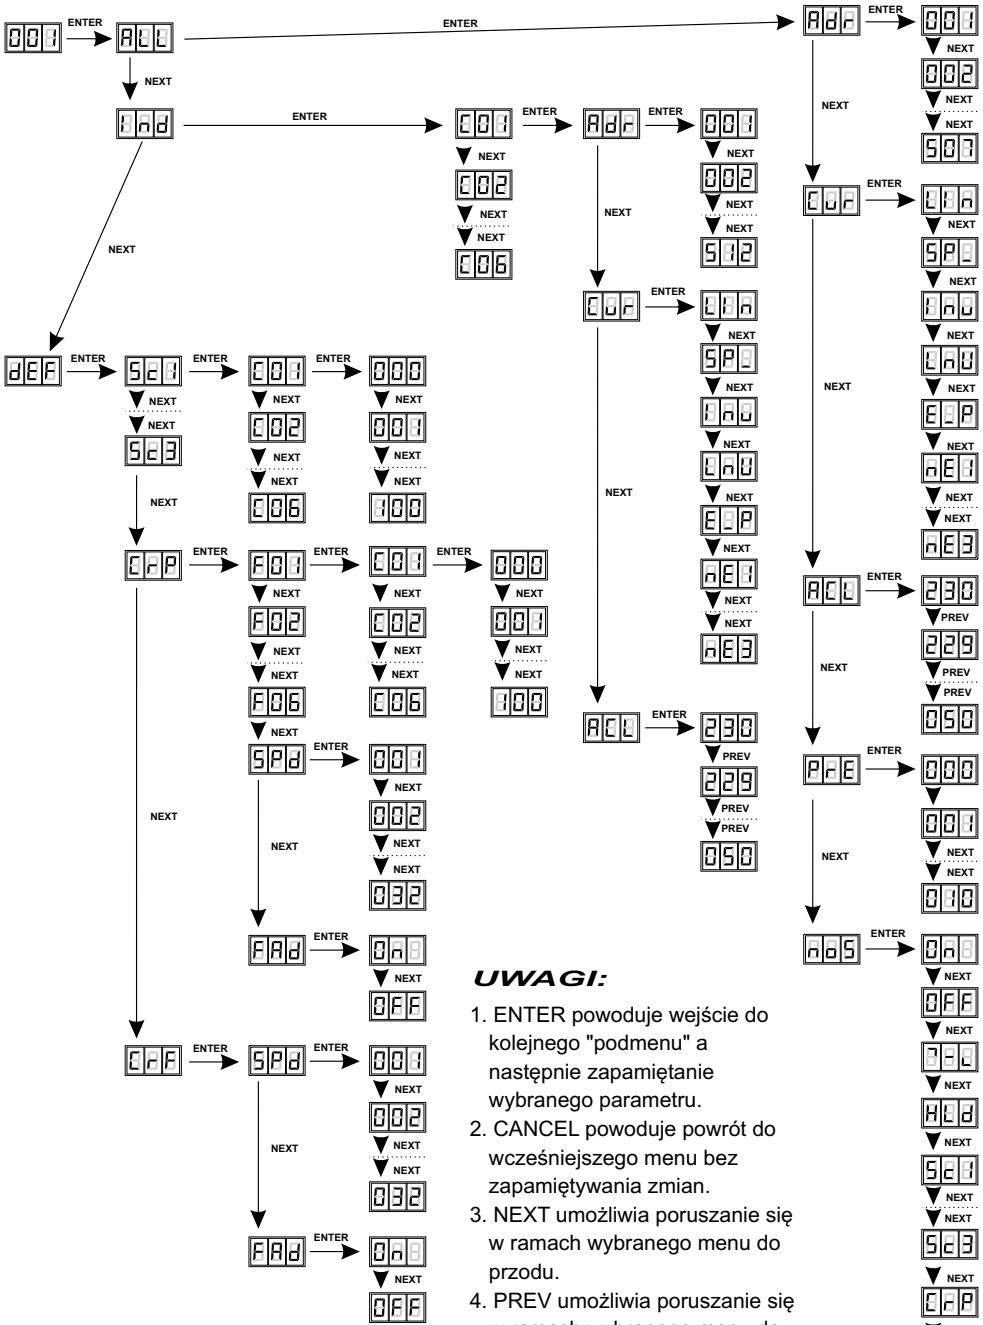 001
ENTER
ALL
ENTER
NEXT
Ind
ENTER
NEXT
C01
NEXT
C02
NEXT
NEXT
C06
ENTER
Adr
ENTER
001
NEXT
002
NEXT
NEXT
S12
NEXT
Cur
ENTER
LIn
NEXT
SP_
NEXT
Inu
NEXT
LnU
NEXT
E_P
NEXT
nE1
NEXT
NEXT
nE3
NEXT
ACL
ENTER
230
PREV
229
PREV
PREV
050
dEF
ENTER
Sc1
NEXT
NEXT
Sc3
ENTER
C01
NEXT
C02
NEXT
NEXT
C06
ENTER
000
NEXT
001
NEXT
NEXT
100
NEXT
CrP
ENTER
F01
NEXT
F02
NEXT
NEXT
F06
NEXT
ENTER
C01
NEXT
C02
NEXT
NEXT
C06
ENTER
000
NEXT
001
NEXT
NEXT
100
SPd
ENTER
001
NEXT
002
NEXT
NEXT
032
NEXT
FAd
ENTER
On
NEXT
OFF
NEXT
CrF
ENTER
SPd
ENTER
001
NEXT
002
NEXT
NEXT
032
NEXT
FAd
ENTER
On
NEXT
OFF
Adr
ENTER
001
NEXT
002
NEXT
NEXT
S07
NEXT
Cur
ENTER
LIn
NEXT
SP_
NEXT
Inu
NEXT
LnU
NEXT
E_P
NEXT
nE1
NEXT
NEXT
nE3
NEXT
ACL
ENTER
230
PREV
229
PREV
PREV
050
NEXT
PrE
ENTER
000
001
NEXT
NEXT
010
NEXT
noS
ENTER
On
NEXT
OFF
NEXT
NEXT
HLd
NEXT
Sc1
NEXT
NEXT
Sc3
NEXT
CrP
UWAGI:
1. ENTER powoduje wejście do
kolejnego "podmenu" a
następnie zapamiętanie
wybranego parametru.
2. CANCEL powoduje powrót do
wcześniejszego menu bez
zapamiętywania zmian.
3. NEXT umożliwia poruszanie się
w ramach wybranego menu do
przodu.
4. PREV umożliwia poruszanie się